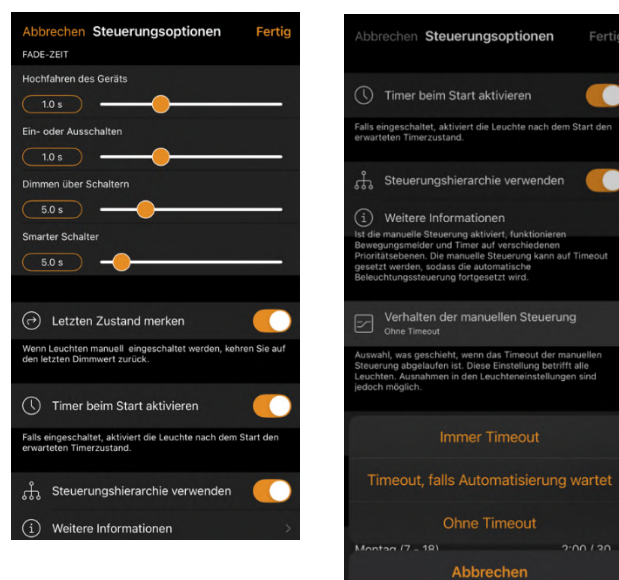 Abbrechen Steuerungsoptionen Fertig
FADE-ZEIT
Hochfahren des Geräts
1.0 s
Ein- oder Ausschalten
1.0 s
Dimmen über Schaltern
5.0 s
Smarter Schalter
5.0 s
Letzten Zustand merken
Wenn Leuchten manuell eingeschaltet werden, kehren Sie auf
den letzten Dimmwert zurück.
Timer beim Start aktivieren
Falls eingeschaltet, aktiviert die Leuchte nach dem Start den
erwarteten Timerzustand.
Steuerungshierarchie verwenden
Weitere Informationen
Abbrechen Steuerungsoptionen Fertig
Timer beim Start aktivieren
Falls eingeschaltet, aktiviert die Leuchte nach dem Start den
erwarteten Timerzustand.
Steuerungshierarchie verwenden
Weitere Informationen
Ist die manuelle Steuerung aktiviert, funktionieren
Bewegungsmelder und Timer auf verschiedenen
Prioritätsebenen. Die manuelle Steuerung kann auf Timeout
gesetzt werden, sodass die automatische
Beleuchtungssteuerung fortgesetzt wird.
Verhalten der manuellen Steuerung
Ohne Timeout
Auswahl, was geschieht, wenn das Timeout der manuellen
Steuerung abgelaufen ist. Diese Einstellung betrifft alle
Leuchten. Ausnahmen in den Leuchteneinstellungen sind
jedoch möglich.
Immer Timeout
Timeout, falls Automatisierung wartet
Ohne Timeout
Montag (7 - 18) 2:00 / 30
Abbrechen